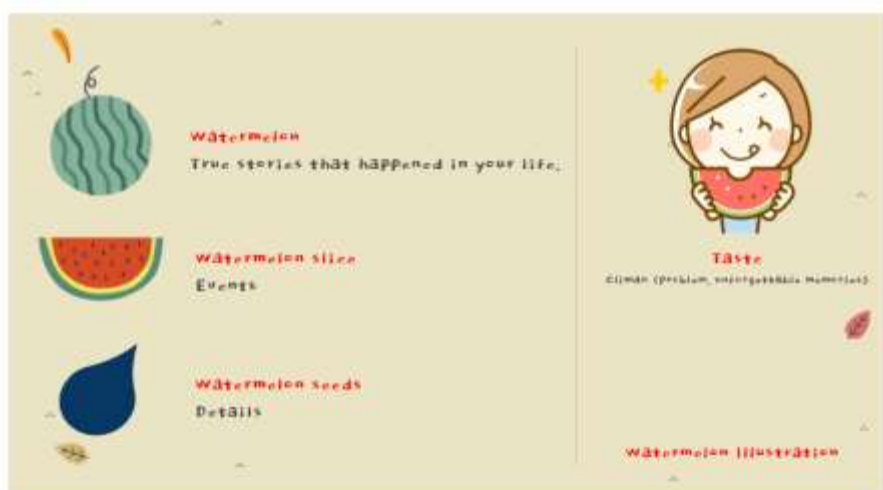 Watermelon
True stories that happened in your life.
Watermelon slice
Events
Watermelon seeds
Details
Taste
Climax (Problem, unforgettable memories)
Watermelon illustration